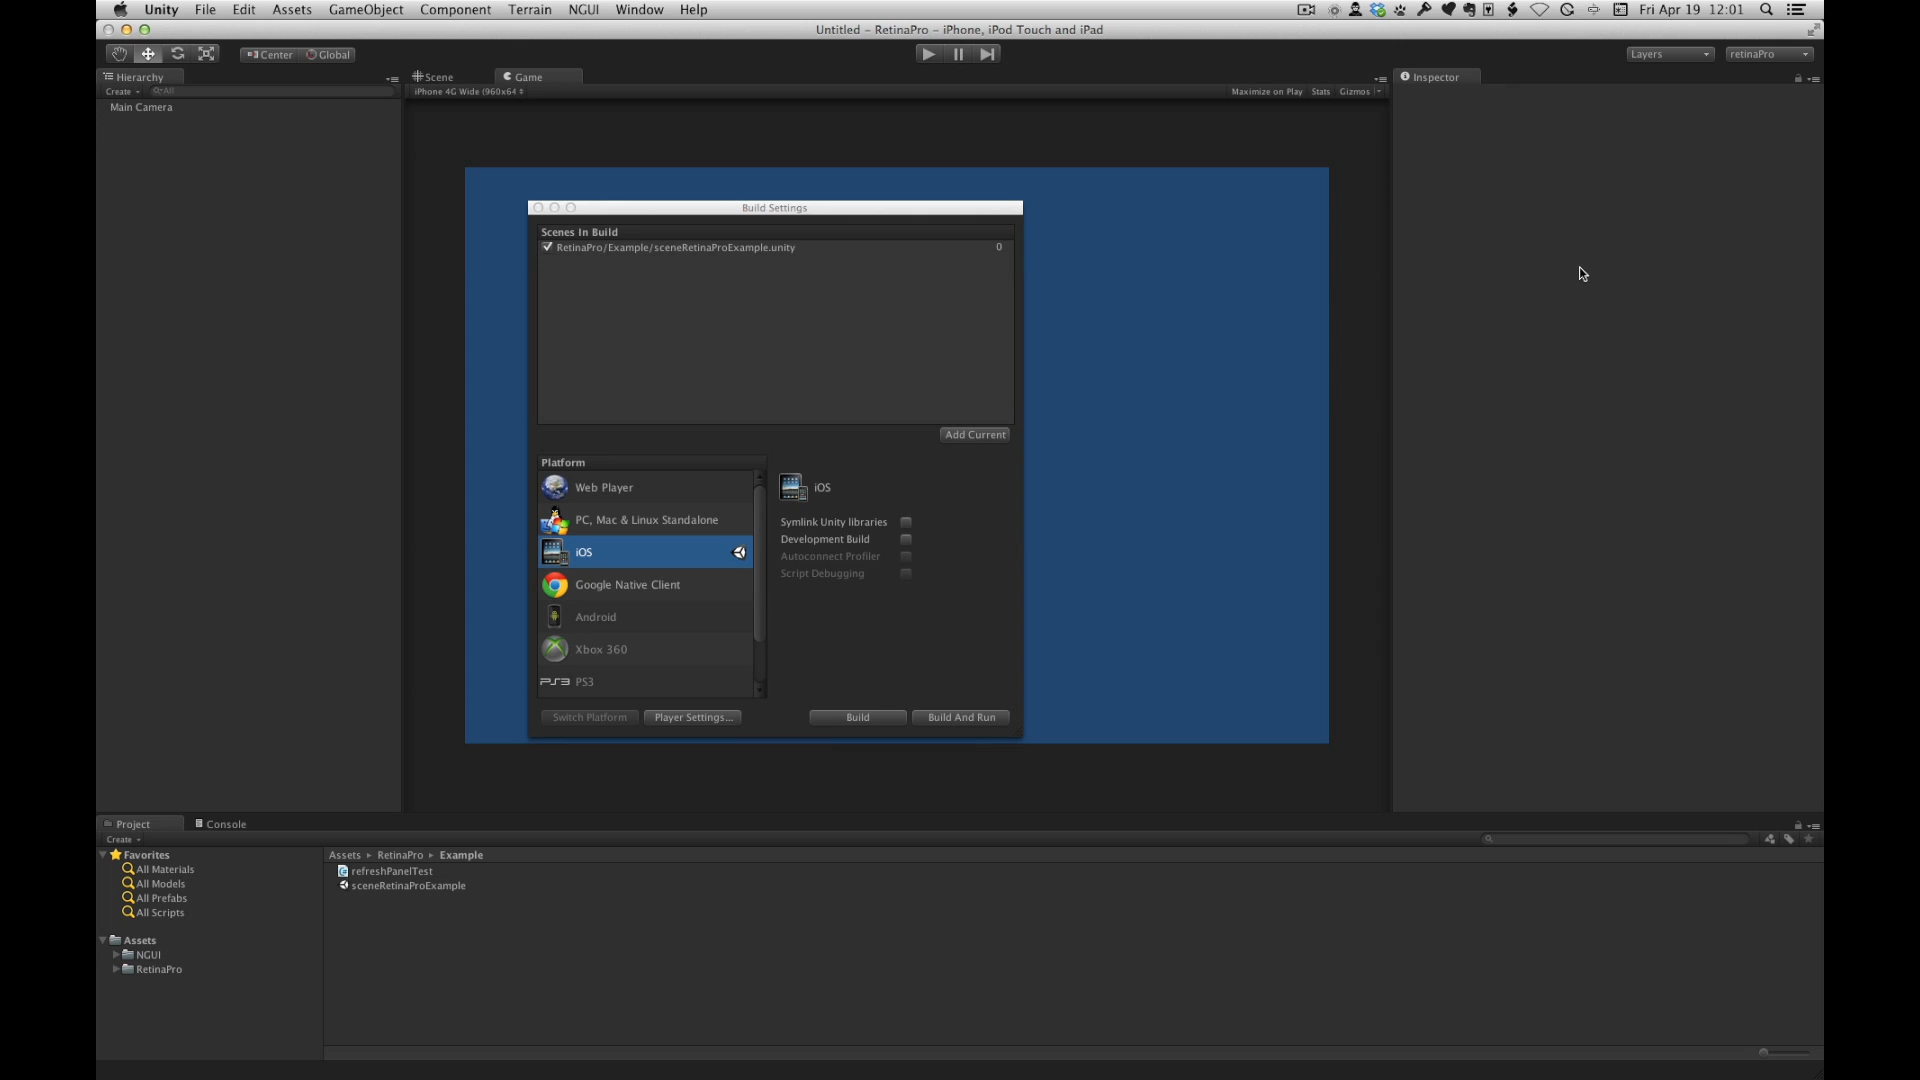 Unity File Edit Assets GameObject Component Terrain NGUI Window Help Fri Apr 19 12:01
Untitled - RetinaPro - iPhone, iPod Touch and iPad
Center Global Layers retinaPro
Hierarchy Scene Game Inspector
Create All iPhone 4G Wide (960x64 Maximize on Play Stats Gizmos
Main Camera
Build Settings
Scenes In Build
RetinaPro/Example/sceneRetinaProExample.unity 0
Add Current
Platform
Web Player iOS
PC, Mac & Linux Standalone Symlink Unity libraries
Development Build
iOS Autoconnect Profiler
Script Debugging
Google Native Client
Android
Xbox 360
PS3 PS3
Switch Platform Player Settings... Build Build And Run
Project Console
Create
Favorites Assets RetinaPro Example
All Materials refreshPanelTest
All Models sceneRetinaProExample
All Prefabs
All Scripts
Assets
NGUI
RetinaPro